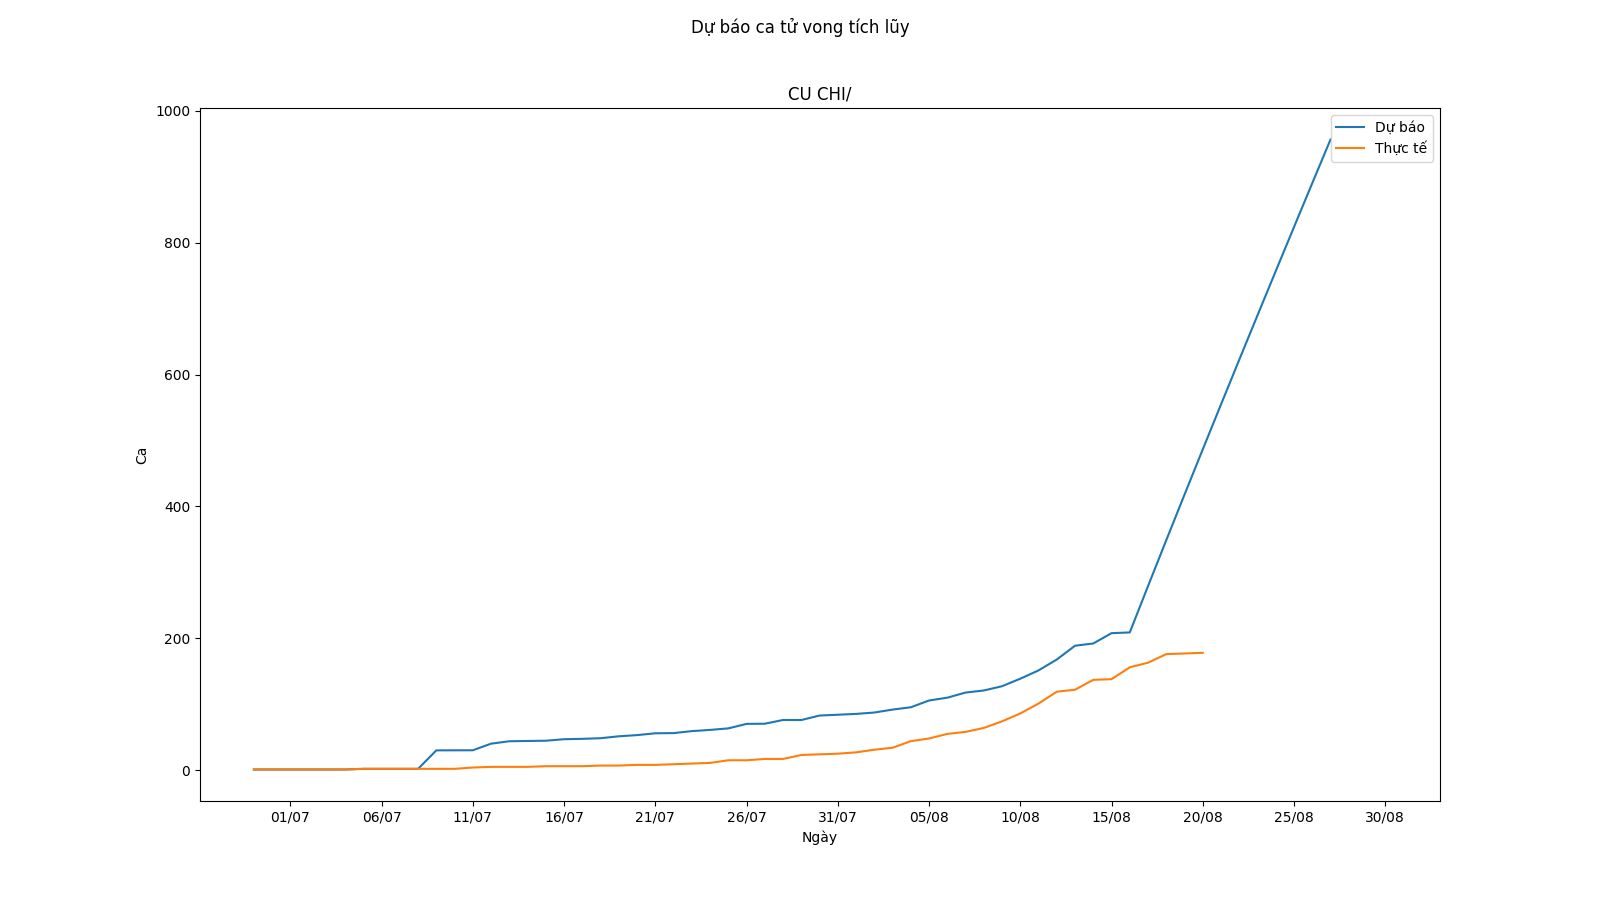 Dự báo ca tử vong tích lũy
CU CHI/
1000
800
600
400
200
0
Ca
Dự báo
Thực tế
01/07 06/07 11/07 16/07 21/07 26/07 31/07 05/08 10/08 15/08 20/08 25/08 30/08
Ngày